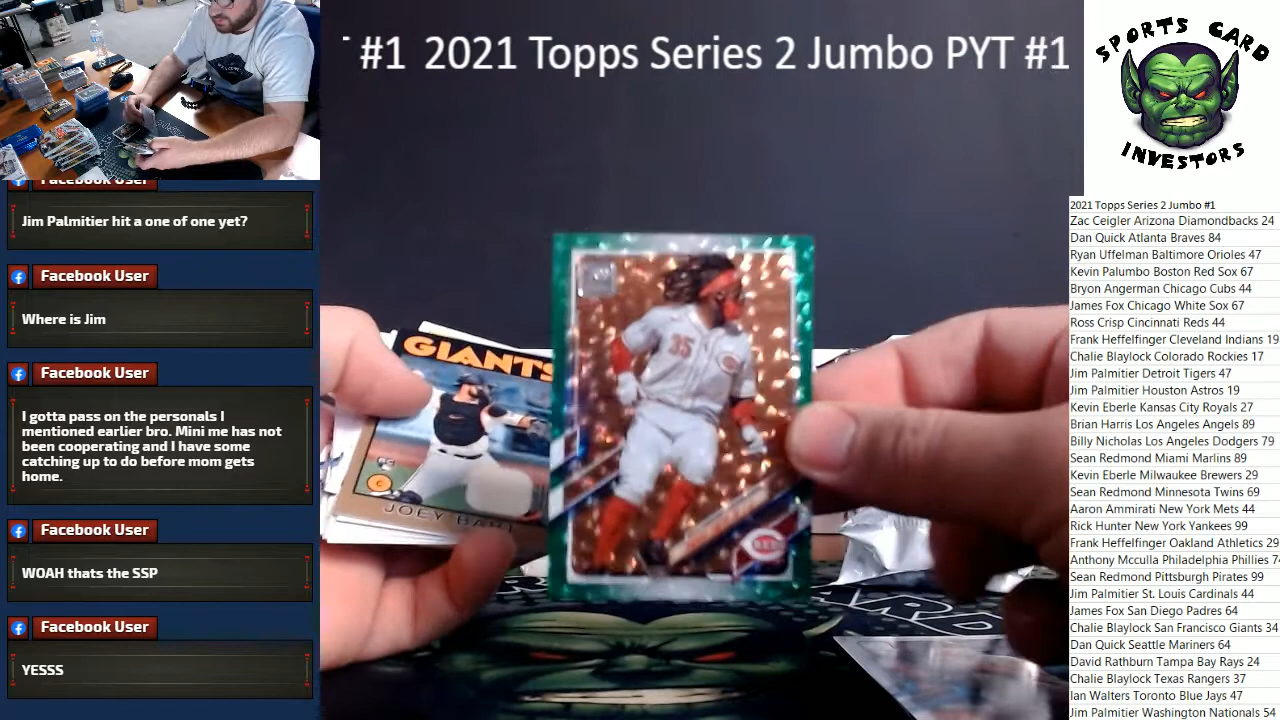 #1 2021 Topps Series 2 Jumbo PYT #1
SPORTS CARD
INVESTORS
Facebook User
Jim Palmitier hit a one of one yet?
Facebook User
Where is Jim
Facebook User
I gotta pass on the personals I
mentioned earlier bro. Mini me has not
been cooperating and I have some
catching up to do before mom gets
home.
Facebook User
WOAH thats the SSP
Facebook User
YESSS
GIANTS
C
JOEY BART
35
REDS
2021 Topps Series 2 Jumbo #1
Zac Ceigler Arizona Diamondbacks 24
Dan Quick Atlanta Braves 84
Ryan Uffelman Baltimore Orioles 47
Kevin Palumbo Boston Red Sox 67
Bryon Angerman Chicago Cubs 44
James Fox Chicago White Sox 67
Ross Crisp Cincinnati Reds 44
Frank Heffelfinger Cleveland Indians 19
Chalie Blaylock Colorado Rockies 17
Jim Palmitier Detroit Tigers 47
Jim Palmitier Houston Astros 19
Kevin Eberle Kansas City Royals 27
Brian Harris Los Angeles Angels 89
Billy Nicholas Los Angeles Dodgers 79
Sean Redmond Miami Marlins 89
Kevin Eberle Milwaukee Brewers 29
Sean Redmond Minnesota Twins 69
Aaron Ammirati New York Mets 44
Rick Hunter New York Yankees 99
Frank Heffelfinger Oakland Athletics 29
Anthony Mcculla Philadelphia Phillies 7
Sean Redmond Pittsburgh Pirates 99
Jim Palmitier St. Louis Cardinals 44
James Fox San Diego Padres 64
Chalie Blaylock San Francisco Giants 34
Dan Quick Seattle Mariners 64
David Rathburn Tampa Bay Rays 24
Chalie Blaylock Texas Rangers 37
Ian Walters Toronto Blue Jays 47
Jim Palmitier Washington Nationals 54